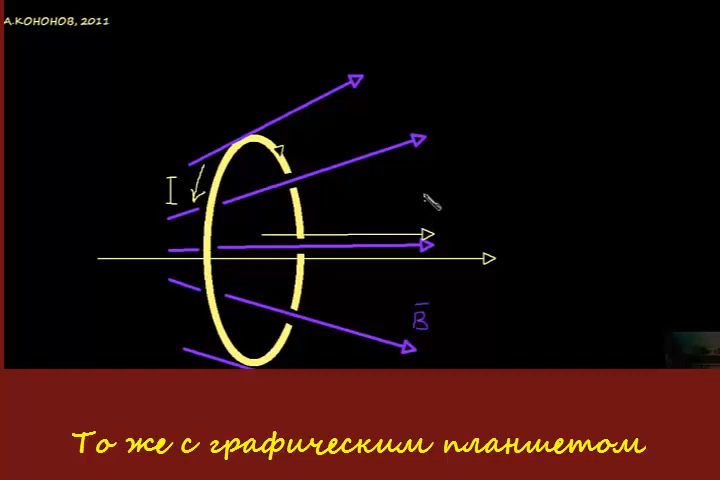 А.КОНОНОВ, 2011
I
B̅
То же с графическим планшетом